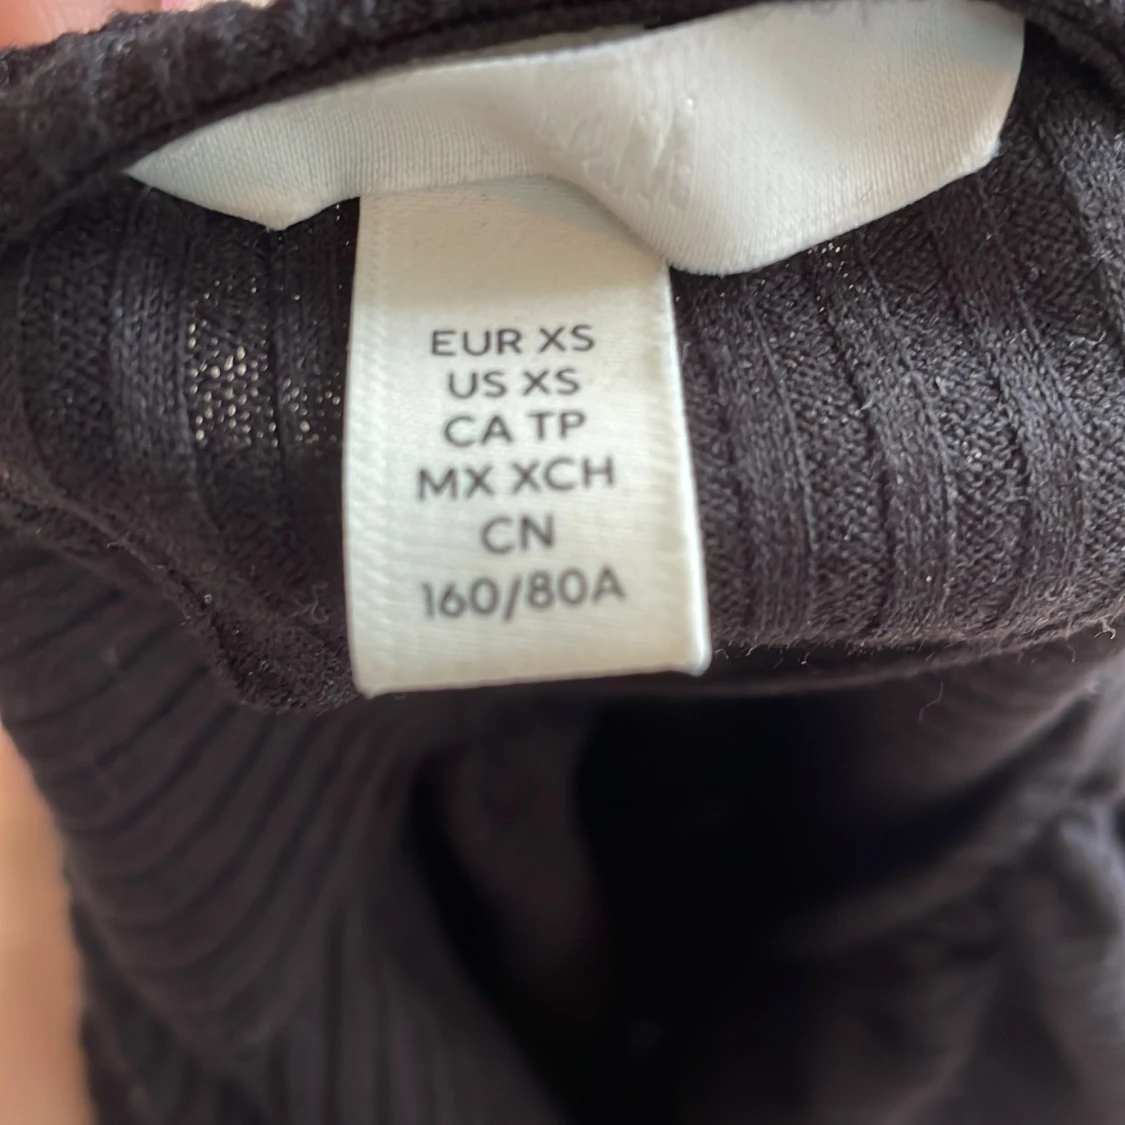 EUR XS
US XS
CA TP
MX XCH
CN
160/80A